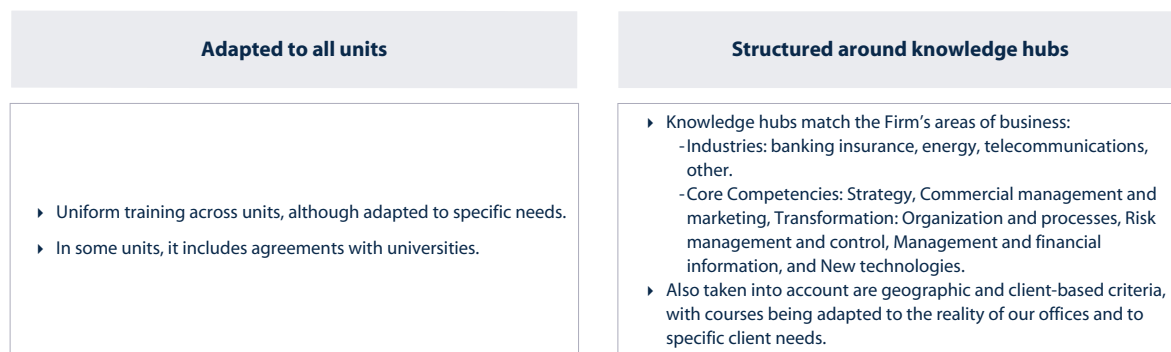 Adapted to all units
▸ Uniform training across units, although adapted to specific needs.
▸ In some units, it includes agreements with universities.
Structured around knowledge hubs
▸ Knowledge hubs match the Firm's areas of business:
-Industries: banking insurance, energy, telecommunications,
other.
-Core Competencies: Strategy, Commercial management and
marketing, Transformation: Organization and processes, Risk
management and control, Management and financial
information, and New technologies.
▸ Also taken into account are geographic and client-based criteria,
with courses being adapted to the reality of our offices and to
specific client needs.